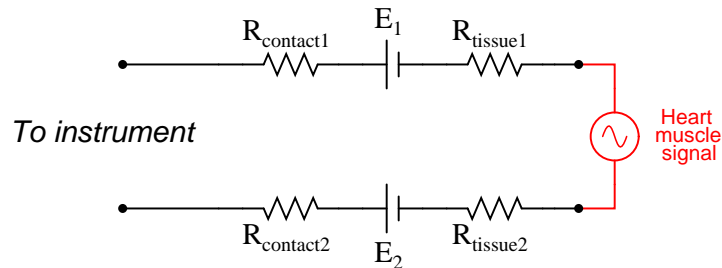 E1
Rcontact1
Rtissue1
To instrument
Heart
muscle
signal
Rcontact2
Rtissue2
E2